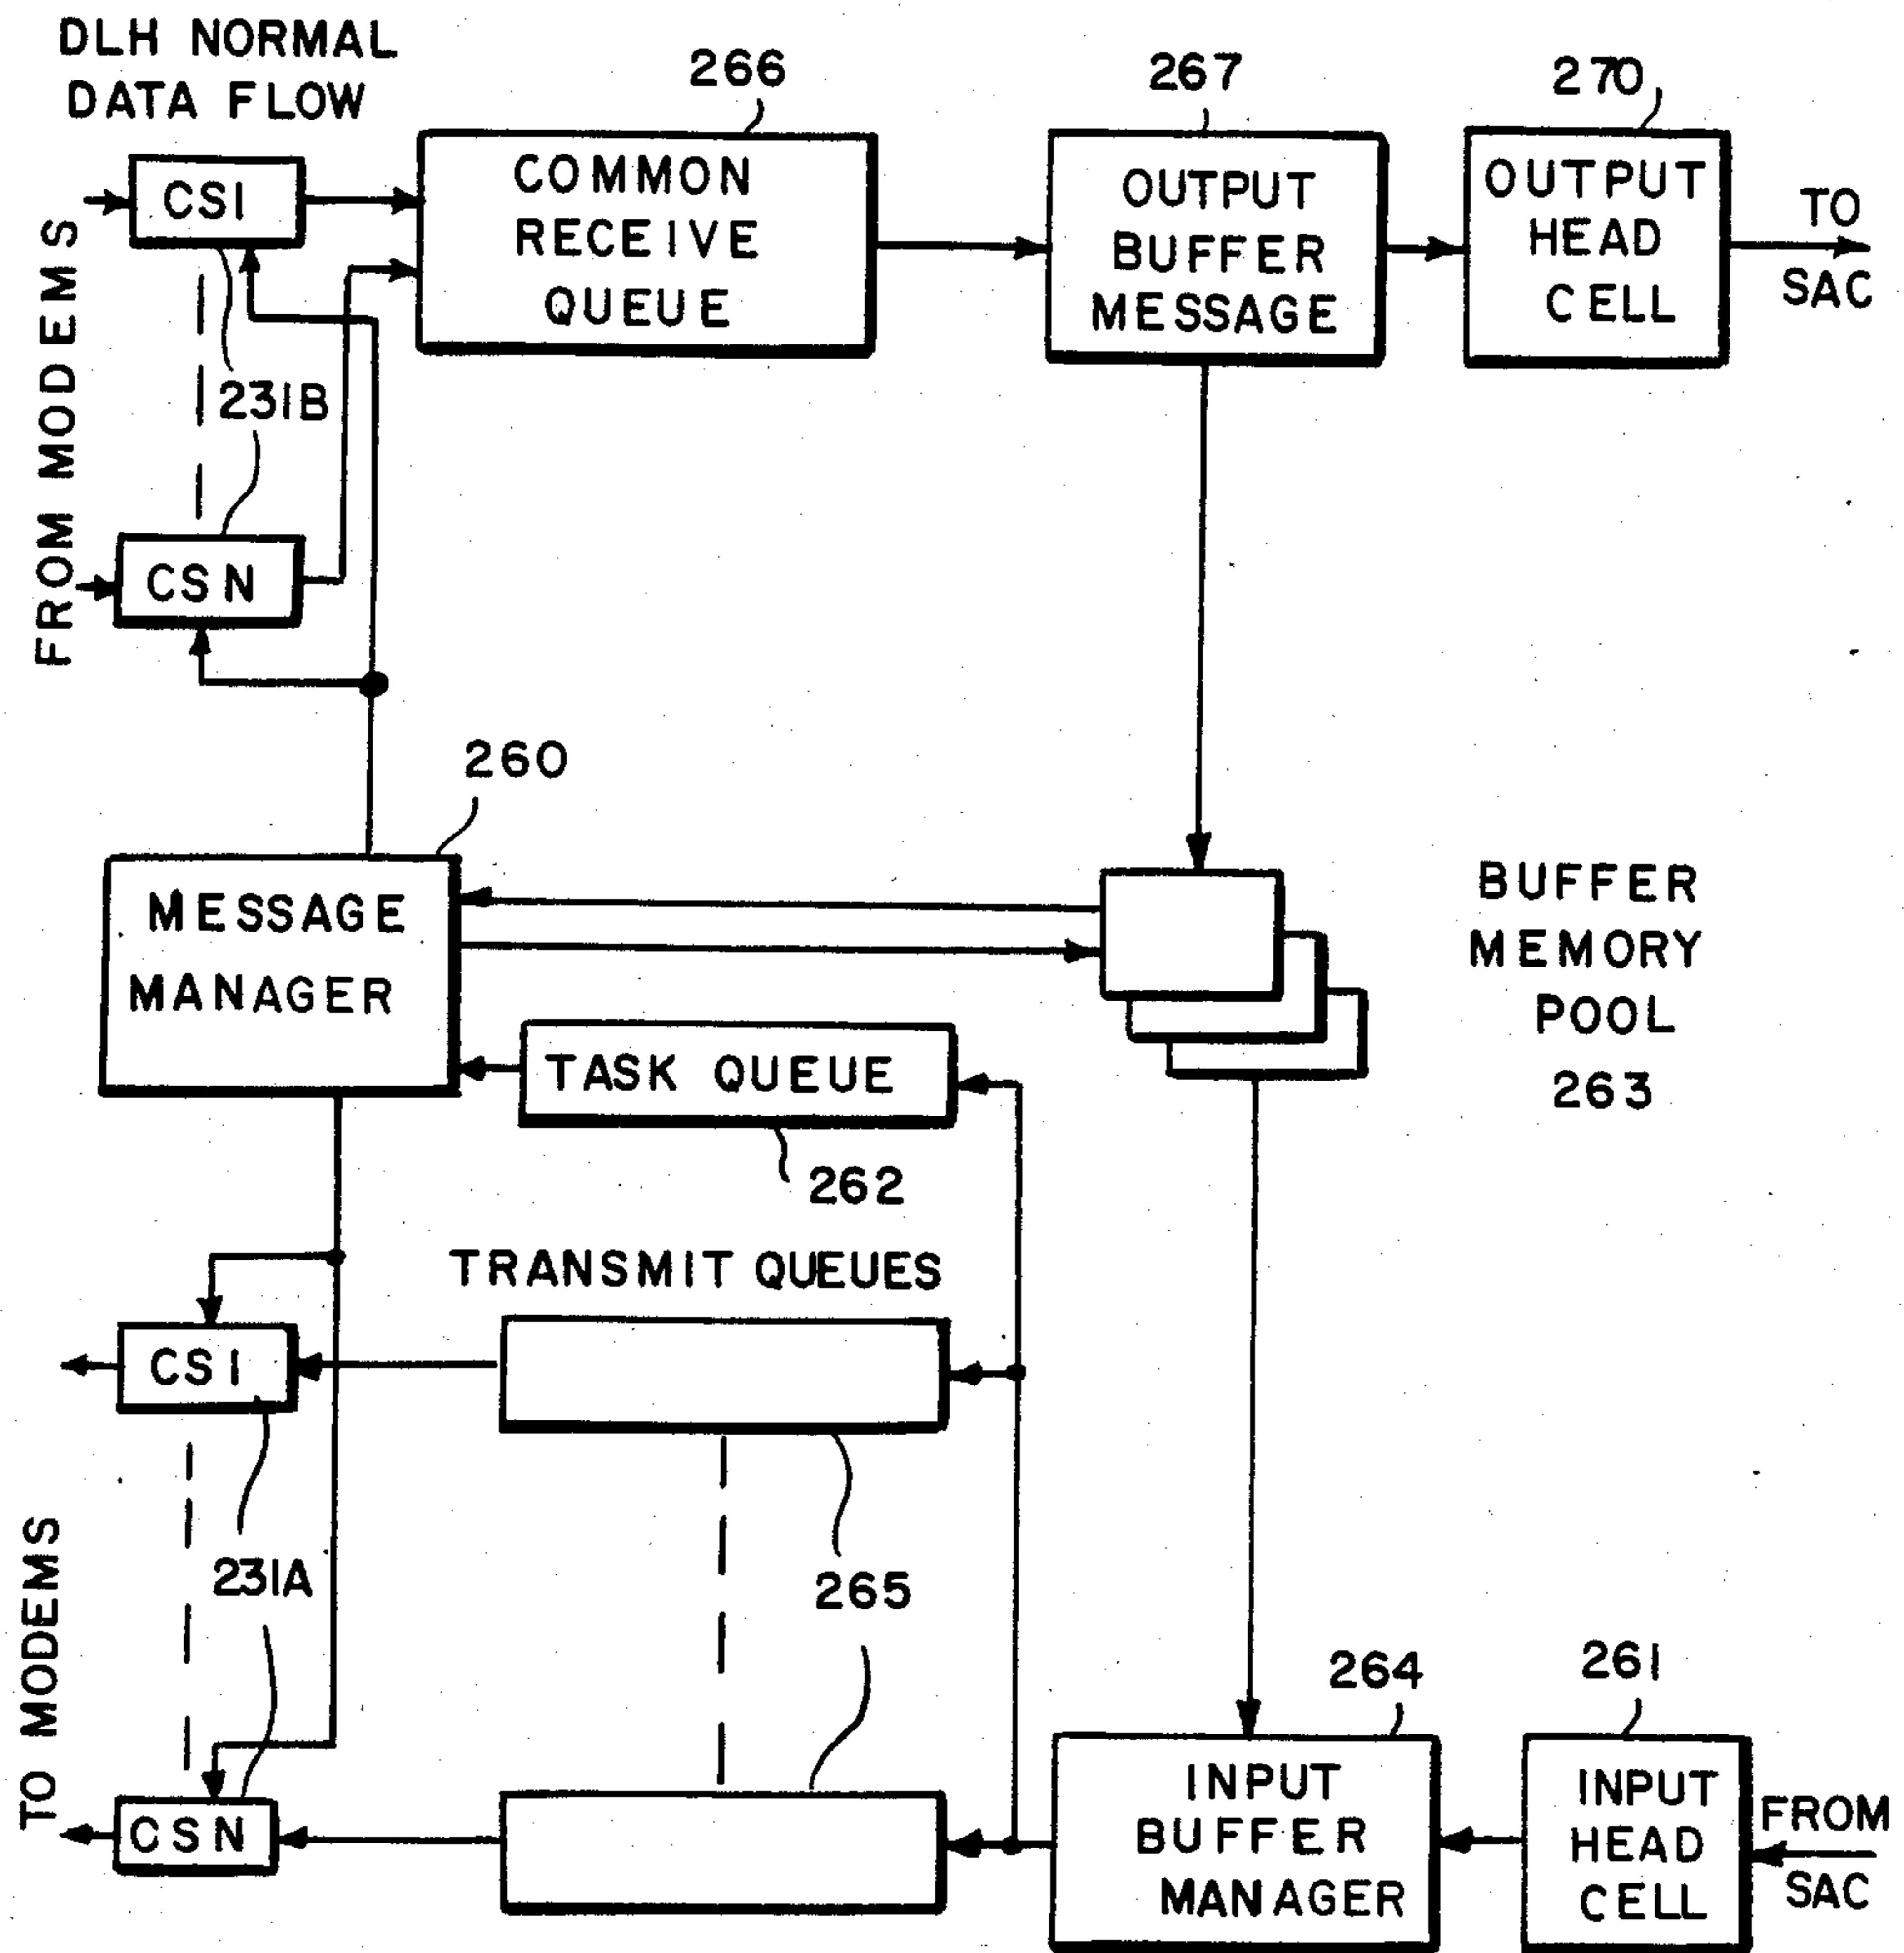 DLH NORMAL
DATA FLOW
266
267
270
CS1
COMMON
RECEIVE
QUEUE
OUTPUT
BUFFER
MESSAGE
OUTPUT
HEAD
CELL
TO
SAC
FROM MODEMS
231B
CSN
260
MESSAGE
MANAGER
BUFFER
MEMORY
POOL
263
TASK QUEUE
262
TRANSMIT QUEUES
CS1
TO MODEMS
231A
265
264
261
CSN
INPUT
BUFFER
MANAGER
INPUT
HEAD
CELL
FROM
SAC